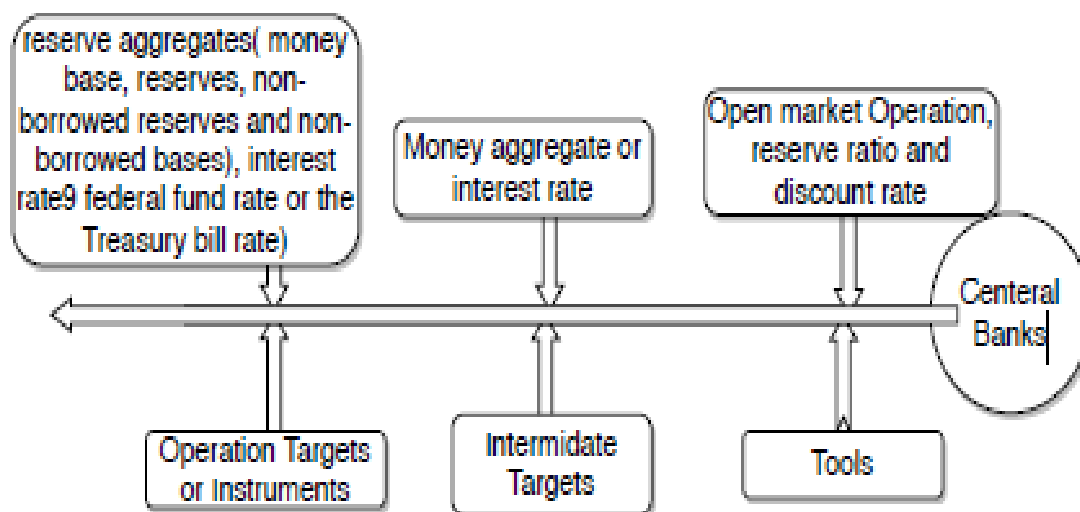 reserve aggregates( money
base, reserves, non-
borrowed reserves and non-
borrowed bases), interest
rate9 federal fund rate or the
Treasury bill rate)
Money aggregate or
interest rate
Open market Operation,
reserve ratio and
discount rate
Centeral
Banks
Operation Targets
or Instruments
Intermidate
Targets
Tools